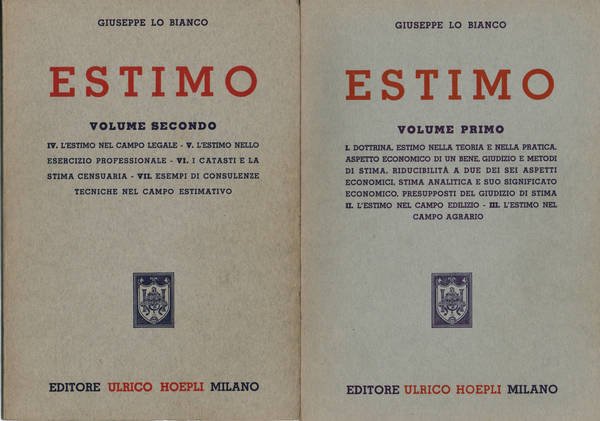 GIUSEPPE LO BIANCO
ESTIMO
VOLUME SECONDO
IV. L'ESTIMO NEL CAMPO LEGALE - V. L'ESTIMO NELLO
ESERCIZIO PROFESSIONALE - VI. I CATASTI E LA
STIMA CENSUARIA - VII. ESEMPI DI CONSULENZE
TECNICHE NEL CAMPO ESTIMATIVO
EDITORE ULRICO HOEPLI MILANO
GIUSEPPE LO BIANCO
ESTIMO
VOLUME PRIMO
I. DOTTRINA, ESTIMO NELLA TEORIA E NELLA PRATICA,
ASPETTO ECONOMICO DI UN BENE, GIUDIZIO E METODI
DI STIMA, RIDUCIBILITÀ A DUE DEI SEI ASPETTI
ECONOMICI, STIMA ANALITICA E SUO SIGNIFICATO
ECONOMICO, PRESUPPOSTI DEL GIUDIZIO DI STIMA
II. L'ESTIMO NEL CAMPO EDILIZIO - III. L'ESTIMO NEL
CAMPO AGRARIO
EDITORE ULRICO HOEPLI MILANO